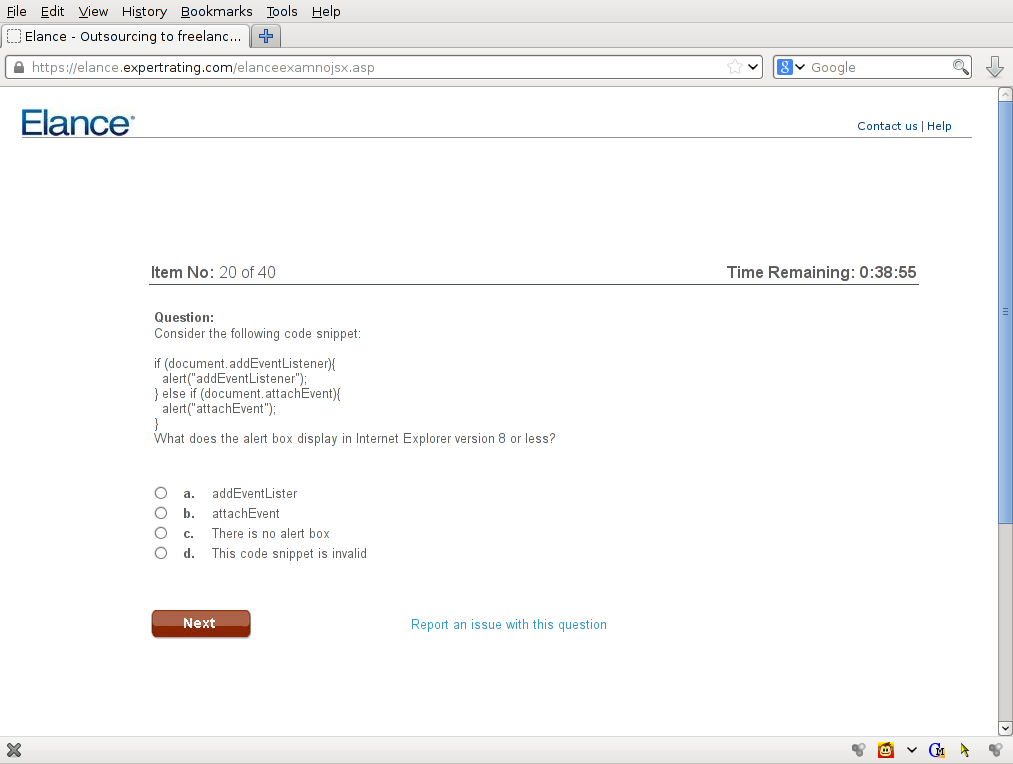 File Edit View History Bookmarks Tools Help
Elance - Outsourcing to freelanc...
https://elance.expertrating.com/elanceexamnojsx.asp
Google
Elance
Contact us | Help
Item No: 20 of 40
Time Remaining: 0:38:55
Question:
Consider the following code snippet:
if (document.addEventListener){
alert("addEventListener");
} else if (document.attachEvent){
alert("attachEvent");
}
What does the alert box display in Internet Explorer version 8 or less?
a. addEventLister
b. attachEvent
c. There is no alert box
d. This code snippet is invalid
Next
Report an issue with this question